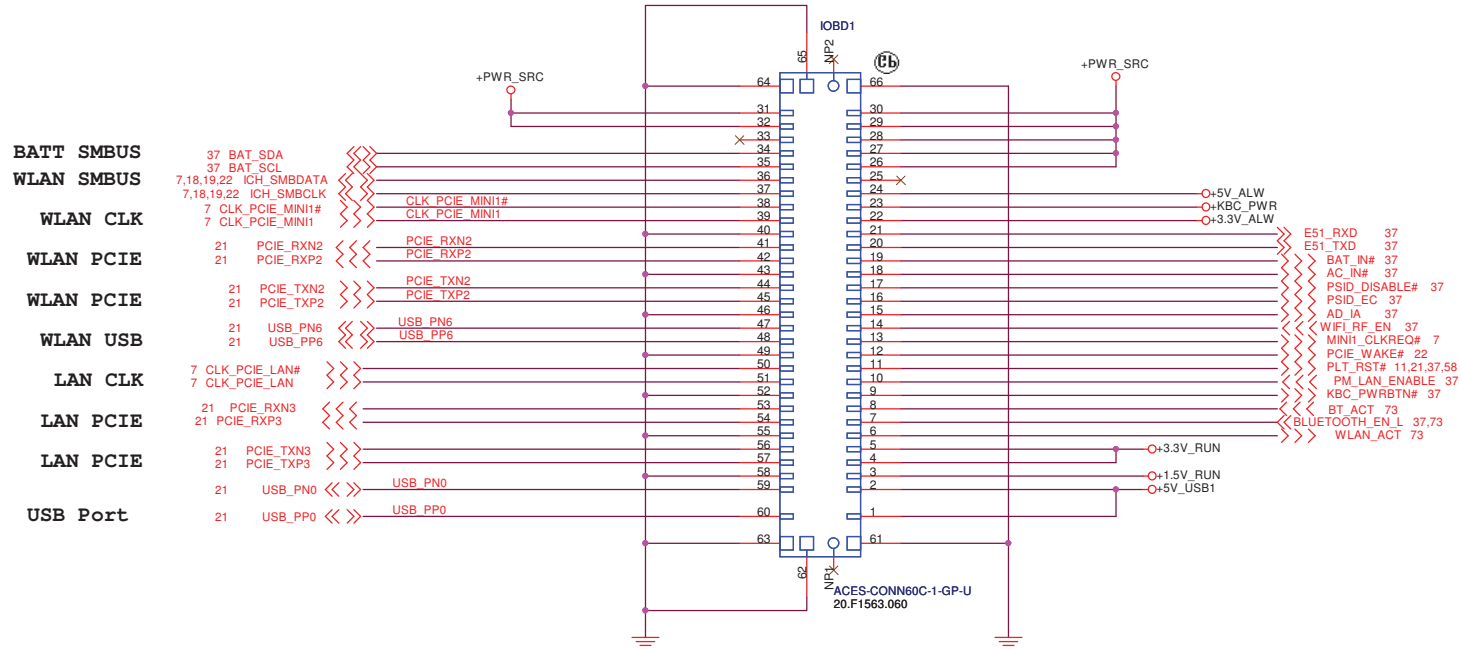 IOBD1
65
NP2
Cb
+PWR_SRC
+PWR_SRC
64
66
31
30
32
29
33
28
BATT SMBUS
37 BAT_SDA
34
27
37 BAT_SCL
35
26
WLAN SMBUS
7,18,19,22 ICH_SMBDATA
36
25
7,18,19,22 ICH_SMBCLK
37
24
+5V_ALW
7 CLK_PCIE_MINI1#
CLK_PCIE_MINI1#
38
23
+KBC_PWR
WLAN CLK
7 CLK_PCIE_MINI1
CLK_PCIE_MINI1
39
22
+3.3V_ALW
40
21
E51_RXD 37
21 PCIE_RXN2
PCIE_RXN2
41
20
E51_TXD 37
WLAN PCIE
21 PCIE_RXP2
PCIE_RXP2
42
19
BAT_IN# 37
43
18
AC_IN# 37
21 PCIE_TXN2
PCIE_TXN2
44
17
PSID_DISABLE# 37
WLAN PCIE
21 PCIE_TXP2
PCIE_TXP2
45
16
PSID_EC 37
46
15
AD_IA 37
21 USB_PN6
USB_PN6
47
14
WIFI_RF_EN 37
WLAN USB
21 USB_PP6
USB_PP6
48
13
MINI1_CLKREQ# 7
49
12
PCIE_WAKE# 22
7 CLK_PCIE_LAN#
50
11
PLT_RST# 11,21,37,58
LAN CLK
7 CLK_PCIE_LAN
51
10
PM_LAN_ENABLE 37
52
9
KBC_PWRBTN# 37
21 PCIE_RXN3
53
8
BT_ACT 73
LAN PCIE
21 PCIE_RXP3
54
7
BLUETOOTH_EN_L 37,73
55
6
WLAN_ACT 73
21 PCIE_TXN3
56
5
+3.3V_RUN
LAN PCIE
21 PCIE_TXP3
57
4
58
3
+1.5V_RUN
21 USB_PN0
USB_PN0
59
2
+5V_USB1
USB Port
21 USB_PP0
USB_PP0
60
1
63
61
62
NP1
ACES-CONN60C-1-GP-U
20.F1563.060